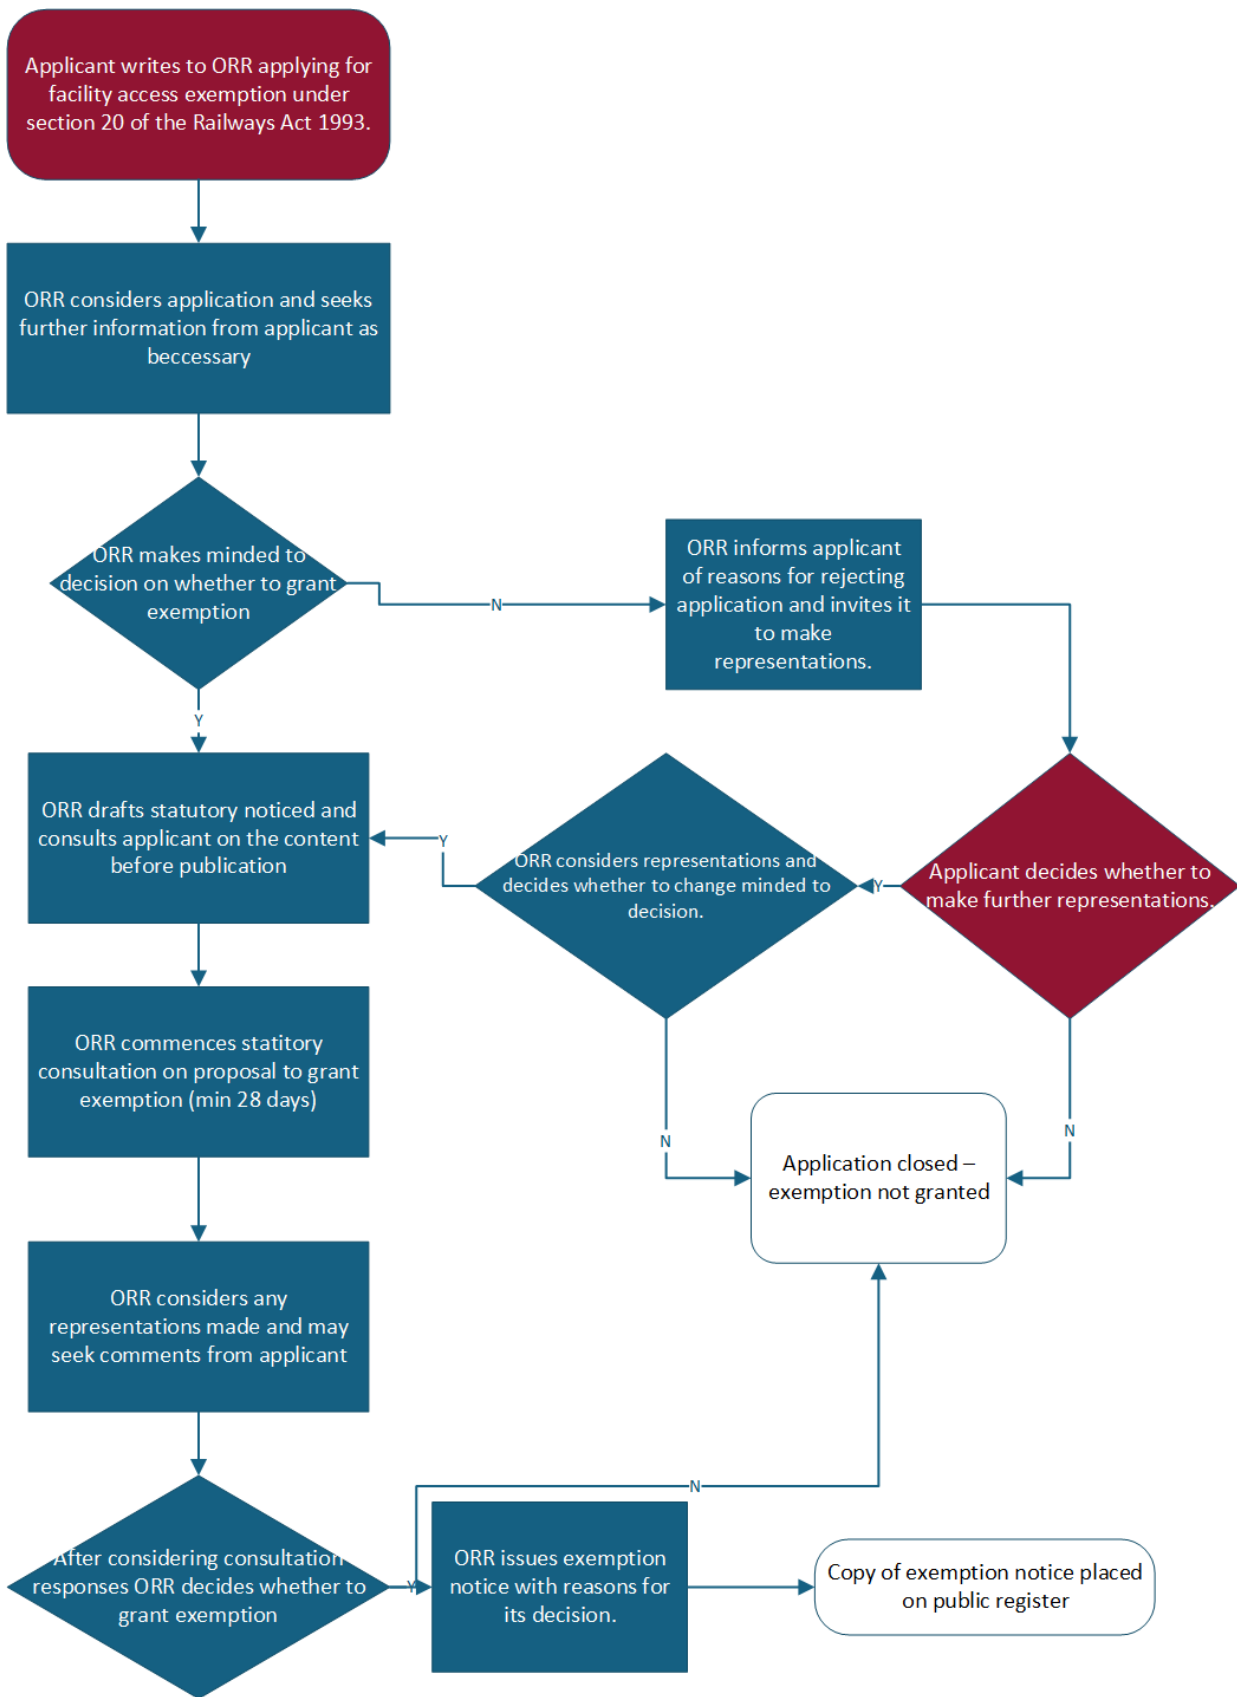 Applicant writes to ORR applying for
facility access exemption under
section 20 of the Railways Act 1993.
ORR considers application and seeks
further information from applicant as
beccessary
ORR makes minded to
decision on whether to grant
exemption
N
ORR informs applicant
of reasons for rejecting
application and invites it
to make
representations.
Y
ORR drafts statutory noticed and
consults applicant on the content
before publication
Y
ORR considers representations and
decides whether to change minded to
decision.
Y
Applicant decides whether to
make further representations.
ORR commences statitory
consultation on proposal to grant
exemption (min 28 days)
N
N
Application closed –
exemption not granted
ORR considers any
representations made and may
seek comments from applicant
N
After considering consultation
responses ORR decides whether to
grant exemption
Y
ORR issues exemption
notice with reasons for
its decision.
Copy of exemption notice placed
on public register